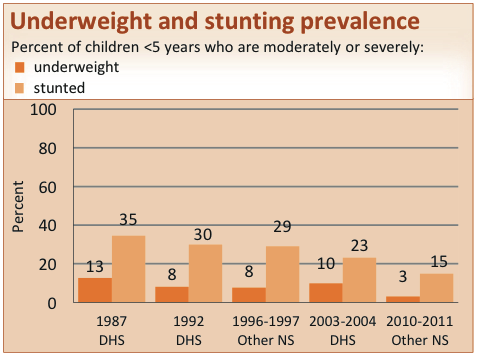 Underweight and stunting prevalence
Percent of children <5 years who are moderately or severely:
underweight
stunted
100
80
60
40
20
0
Percent
13
35
8
30
8
29
10
23
3
15
1987
DHS
1992
DHS
1996-1997
Other NS
2003-2004
DHS
2010-2011
Other NS